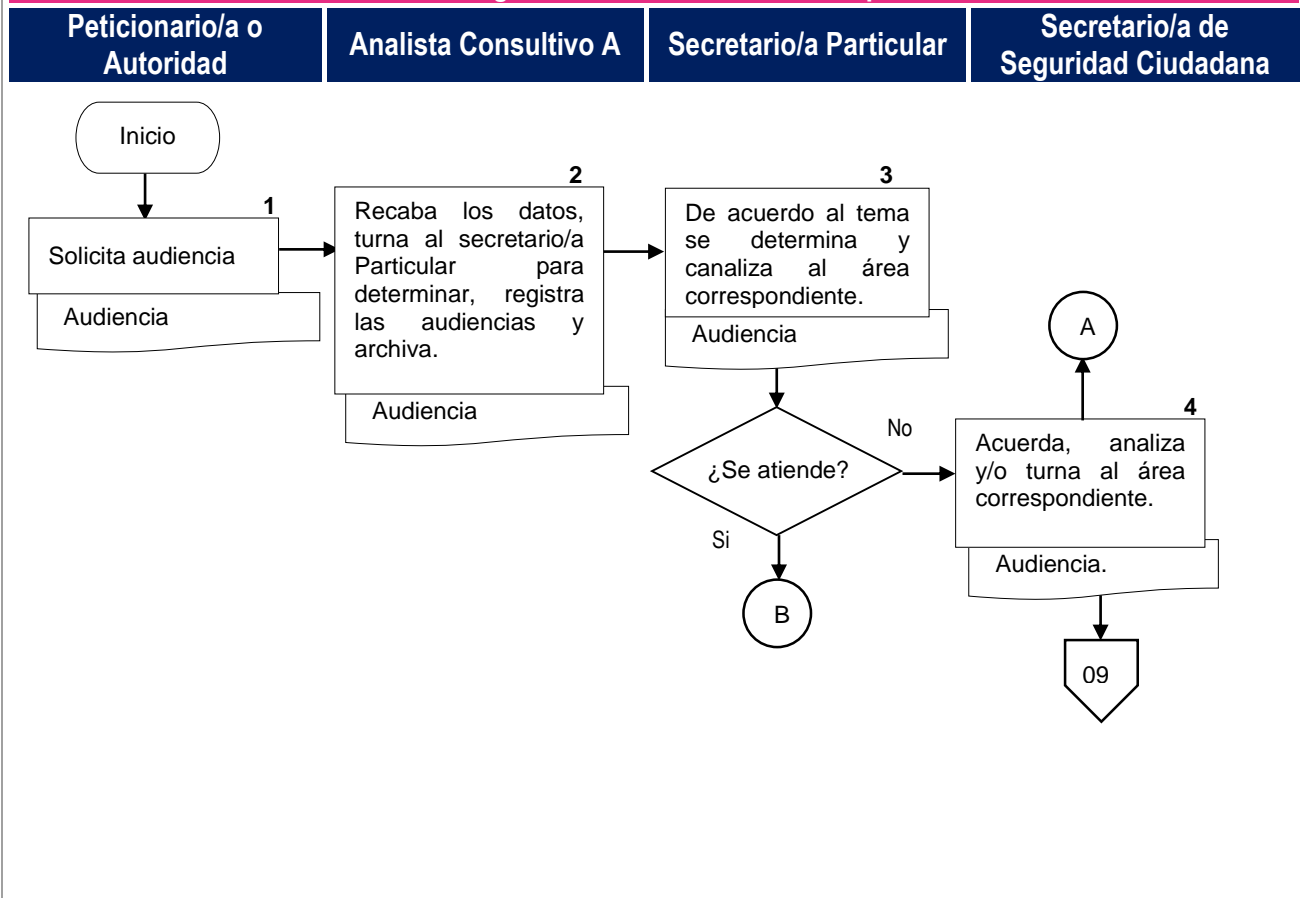 Peticionario/a o
Autoridad
Analista Consultivo A
Secretario/a Particular
Secretario/a de
Seguridad Ciudadana
Inicio
1
Solicita audiencia
Audiencia
2
Recaba los datos,
turna al secretario/a
Particular para
determinar, registra
las audiencias y
archiva.
Audiencia
3
De acuerdo al tema
se determina y
canaliza al área
correspondiente.
Audiencia
¿Se atiende?
No
Si
B
A
4
Acuerda, analiza
y/o turna al área
correspondiente.
Audiencia.
09